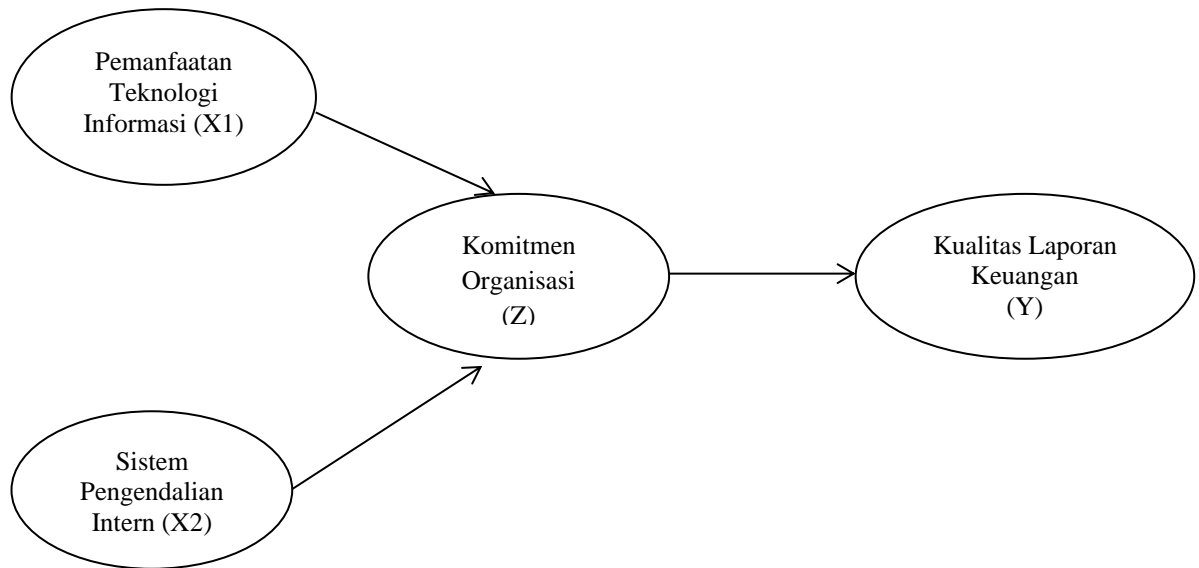 Pemanfaatan
Teknologi
Informasi (X1)
Komitmen
Organisasi
(Z)
Kualitas Laporan
Keuangan
(Y)
Sistem
Pengendalian
Intern (X2)